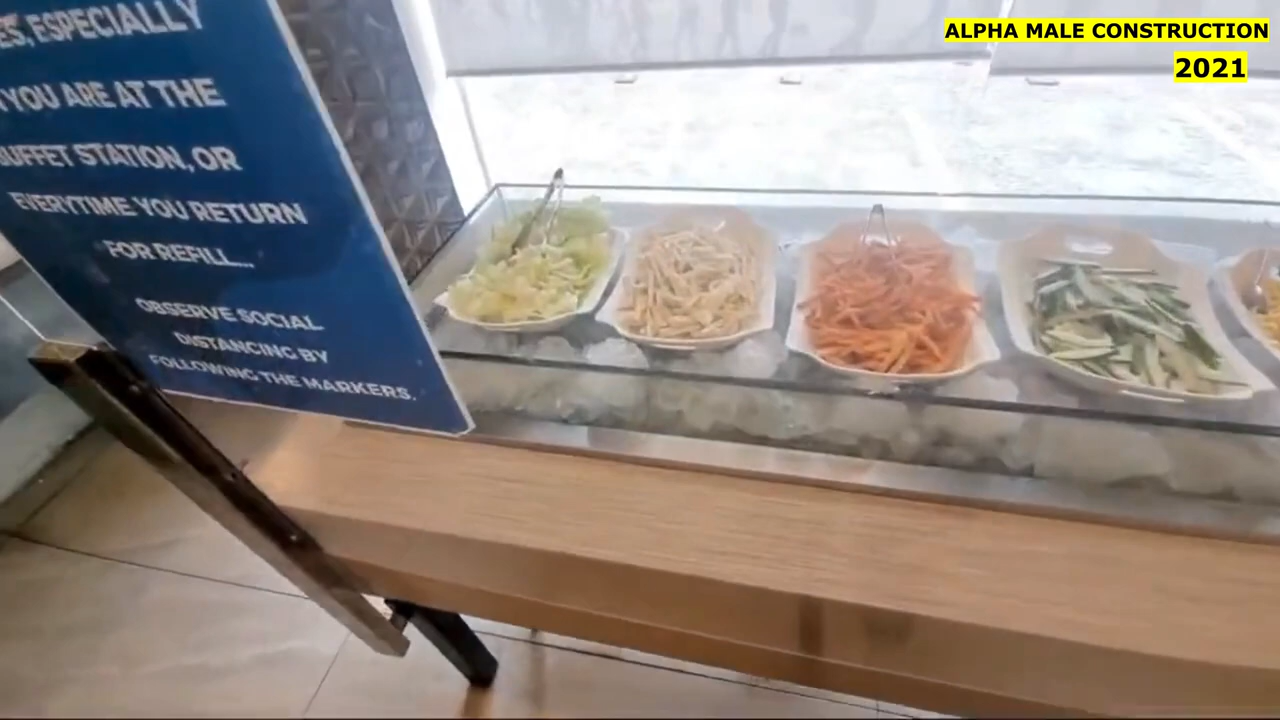 ES, ESPECIALLY
YOU ARE AT THE
BUFFET STATION, OR
EVERYTIME YOU RETURN
FOR REFILL...
OBSERVE SOCIAL
DISTANCING BY
FOLLOWING THE MARKERS.
ALPHA MALE CONSTRUCTION
2021